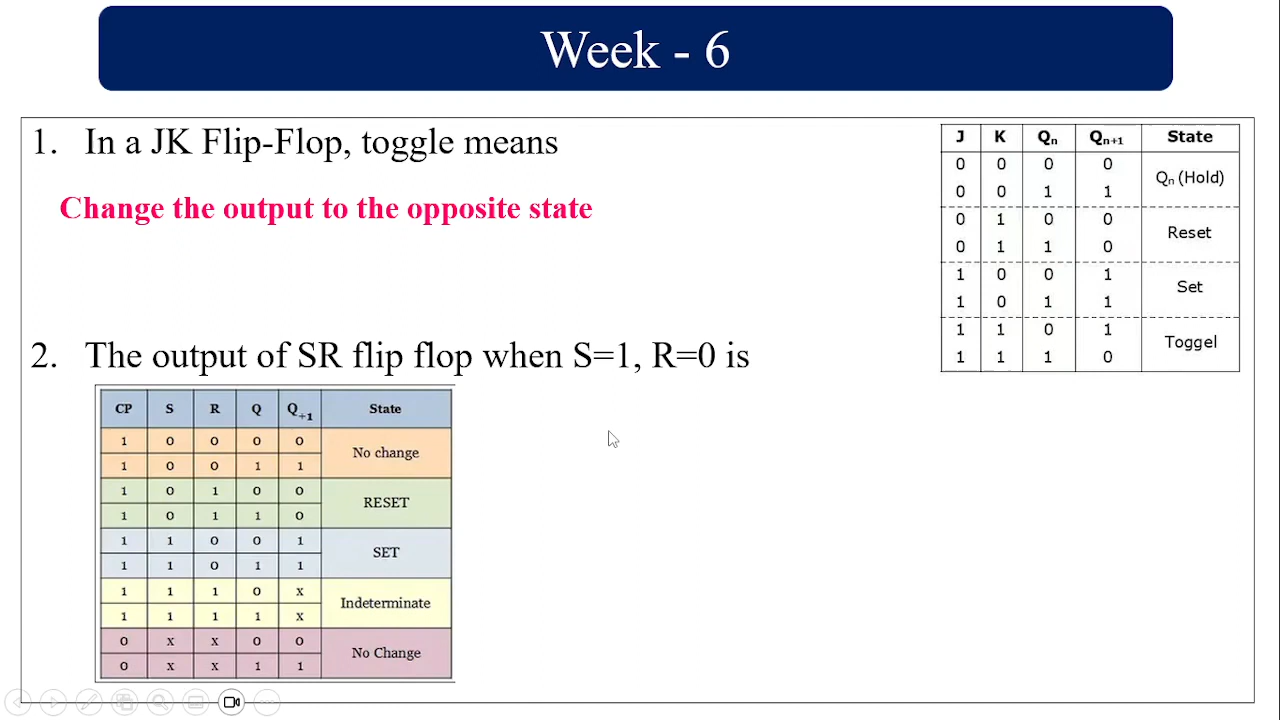 Week - 6
1. In a JK Flip-Flop, toggle means
Change the output to the opposite state
J K Qn Qn+1 State
0 0 0 0 Qn (Hold)
0 0 1 1
0 1 0 0 Reset
0 1 1 0
1 0 0 1 Set
1 0 1 1
1 1 0 1 Toggel
1 1 1 0
2. The output of SR flip flop when S=1, R=0 is
CP S R Q Q+1 State
1 0 0 0 0 No change
1 0 0 1 1
1 0 1 0 0 RESET
1 0 1 1 0
1 1 0 0 1 SET
1 1 0 1 1
1 1 1 0 x Indeterminate
1 1 1 1 x
0 x x 0 0 No Change
0 x x 1 1